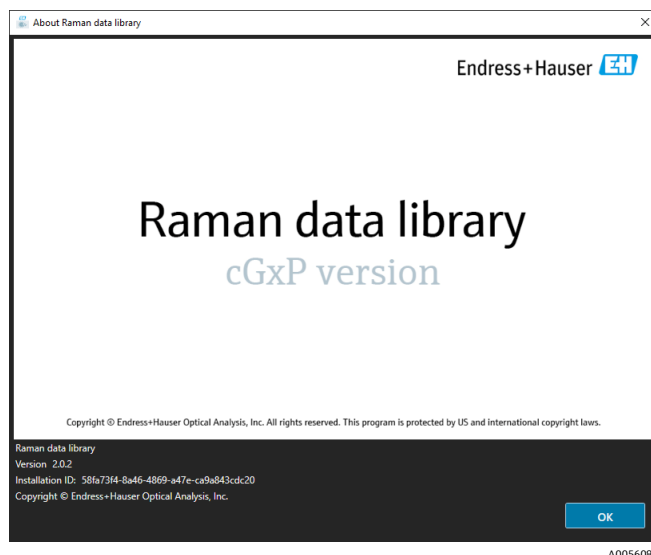 About Raman data library
Endress+Hauser EH
Raman data library
cGxP version
Copyright © Endress+Hauser Optical Analysis, Inc. All rights reserved. This program is protected by US and international copyright laws.
Raman data library
Version 2.0.2
Installation ID: 58fa73f4-8a46-4869-a47e-ca9a843cdc20
Copyright © Endress+Hauser Optical Analysis, Inc.
OK